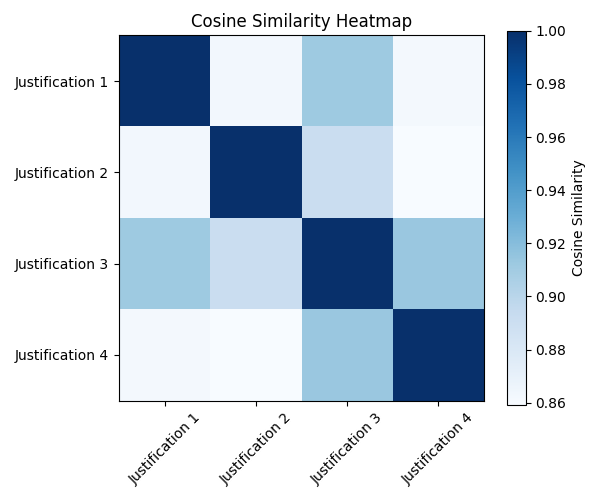 Cosine Similarity Heatmap
Justification 1
Justification 2
Justification 3
Justification 4
Justification 1
Justification 2
Justification 3
Justification 4
1.00
0.98
0.96
0.94
0.92
0.90
0.88
0.86
Cosine Similarity